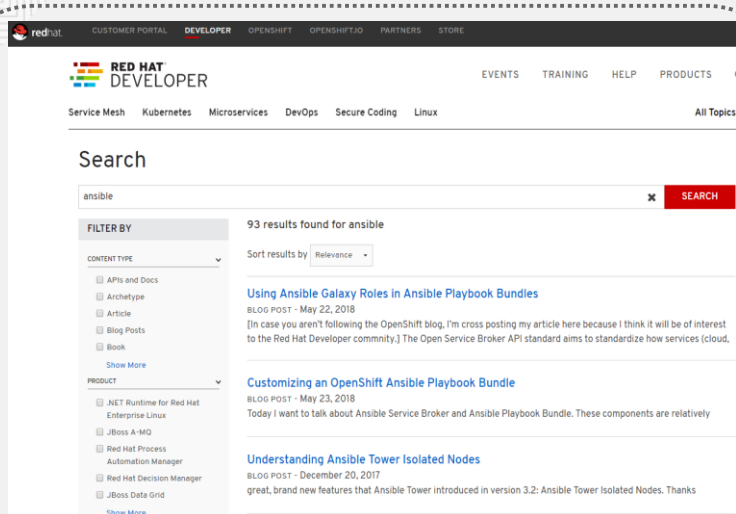 redhat.
CUSTOMER PORTAL DEVELOPER OPENSHIFT OPENSHIFT.IO PARTNERS STORE
RED HAT
DEVELOPER
EVENTS TRAINING HELP PRODUCTS
Service Mesh Kubernetes Microservices DevOps Secure Coding Linux All Topics
Search
ansible
SEARCH
FILTER BY
CONTENT TYPE
APIs and Docs
Archetype
Article
Blog Posts
Book
Show More
PRODUCT
.NET Runtime for Red Hat
Enterprise Linux
JBoss A-MQ
Red Hat Process
Automation Manager
Red Hat Decision Manager
JBoss Data Grid
Show More
93 results found for ansible
Sort results by Relevance
Using Ansible Galaxy Roles in Ansible Playbook Bundles
BLOG POST - May 22, 2018
[In case you aren't following the OpenShift blog, I'm cross posting my article here because I think it will be of interest
to the Red Hat Developer commnity.] The Open Service Broker API standard aims to standardize how services (cloud,
Customizing an OpenShift Ansible Playbook Bundle
BLOG POST - May 23, 2018
Today I want to talk about Ansible Service Broker and Ansible Playbook Bundle. These components are relatively
Understanding Ansible Tower Isolated Nodes
BLOG POST - December 20, 2017
great, brand new features that Ansible Tower introduced in version 3.2: Ansible Tower Isolated Nodes. Thanks